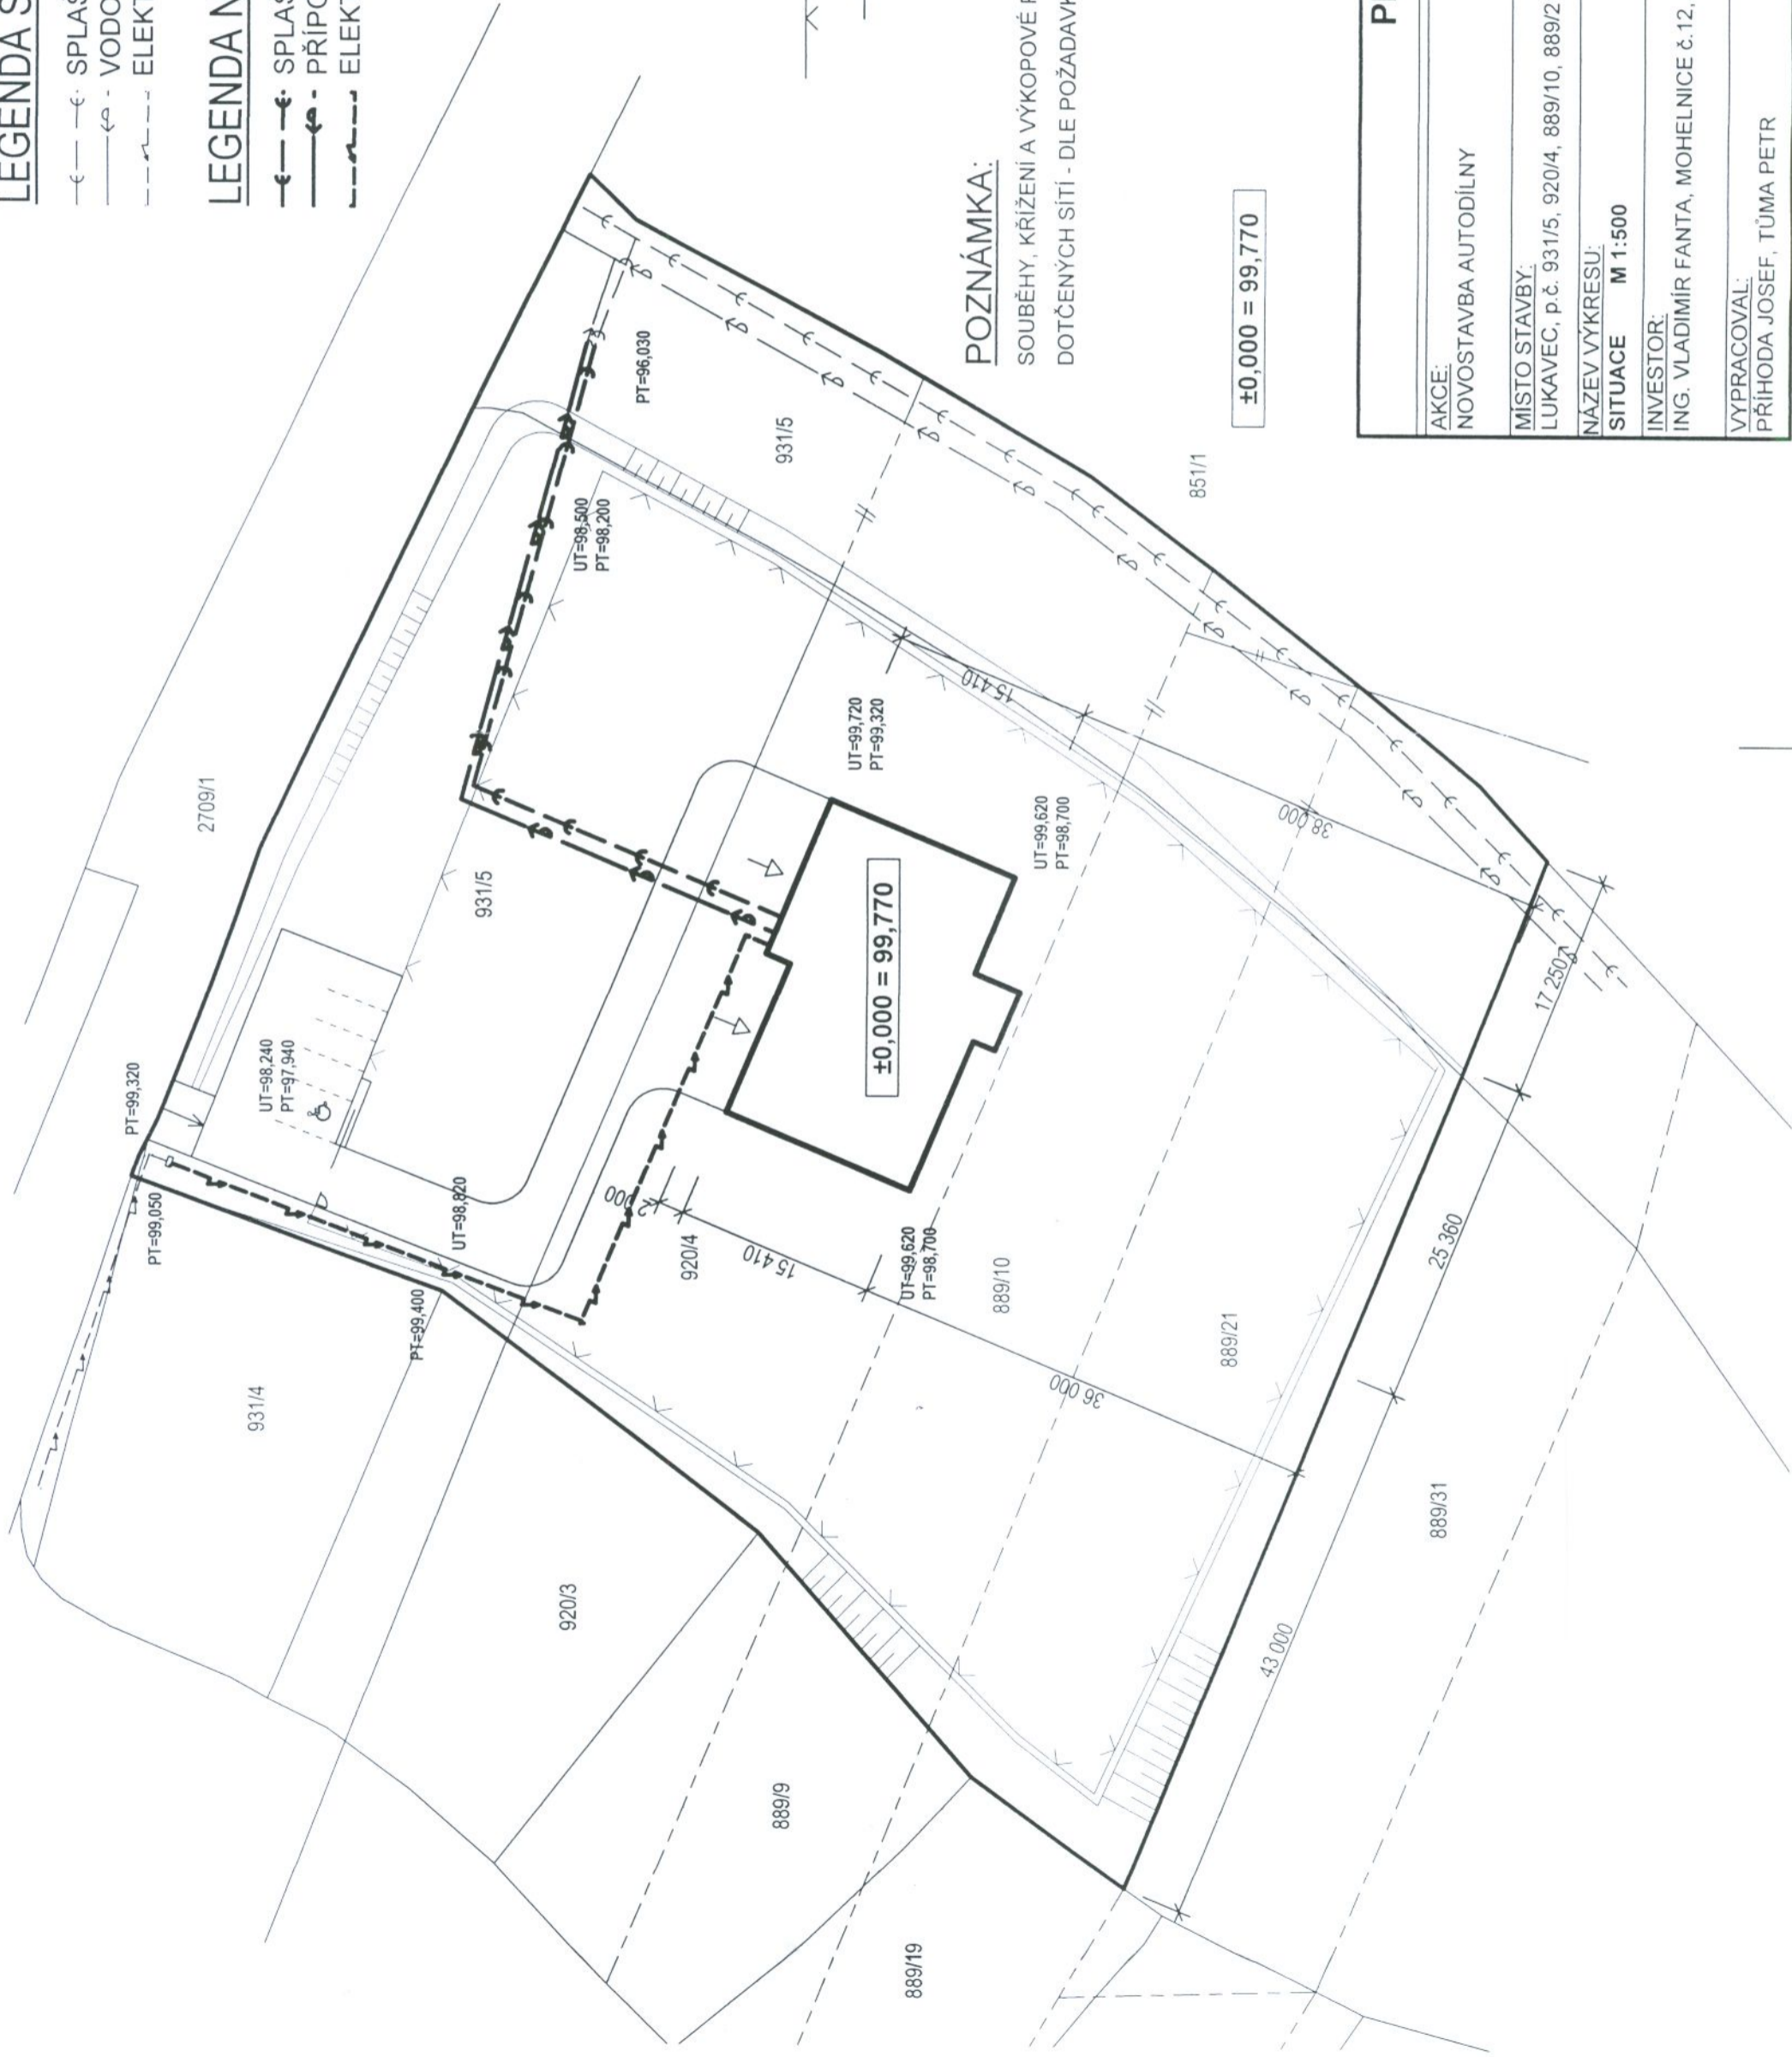 LEGENDA S
SPLAS
VODO
ELEKT
LEGENDA N
SPLAS
PŘÍPO
ELEKT
2709/1
PT=99,320
PT=99,050
UT=98,240
PT=97,940
UT=98,820
PT=99,400
931/4
931/5
UT=98,500
PT=98,200
PT=96,030
931/5
UT=99,720
PT=99,320
15 410
UT=99,620
PT=98,700
38 000
±0,000 = 99,770
2 000
920/4
15 410
UT=99,620
PT=98,700
889/10
36 000
889/21
17 250
25 360
43 000
920/3
889/9
889/19
889/31
851/1
POZNÁMKA:
SOUBĚHY, KŘÍŽENÍ A VÝKOPOVÉ P
DOTČENÝCH SÍTÍ - DLE POŽADAVK
±0,000 = 99,770
P
AKCE:
NOVOSTAVBA AUTODÍLNY
MÍSTO STAVBY:
LUKAVEC, p.č. 931/5, 920/4, 889/10, 889/2
NÁZEV VÝKRESU:
SITUACE M 1:500
INVESTOR:
ING. VLADIMÍR FANTA, MOHELNICE č.12,
VYPRACOVAL:
PŘÍHODA JOSEF, TŮMA PETR